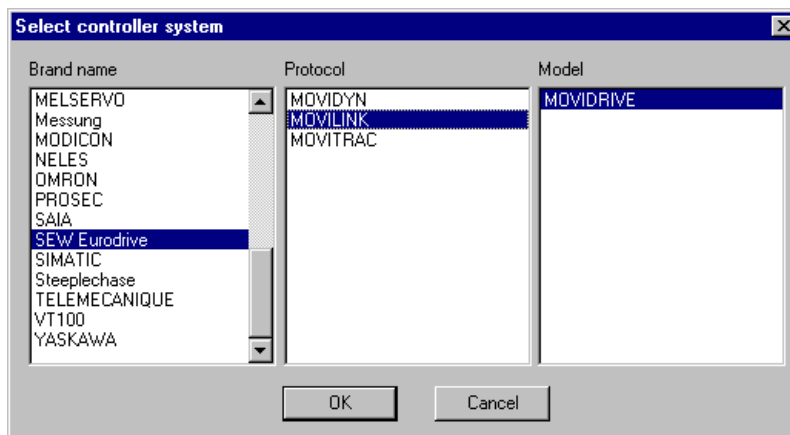 Select controller system
Brand name
MELSERVO
Messung
MODICON
NELES
OMRON
PROSEC
SAIA
SEW Eurodrive
SIMATIC
Steeplechase
TELEMECANIQUE
VT100
YASKAWA
Protocol
MOVIDYN
MOVILINK
MOVITRAC
Model
MOVIDRIVE
OK
Cancel